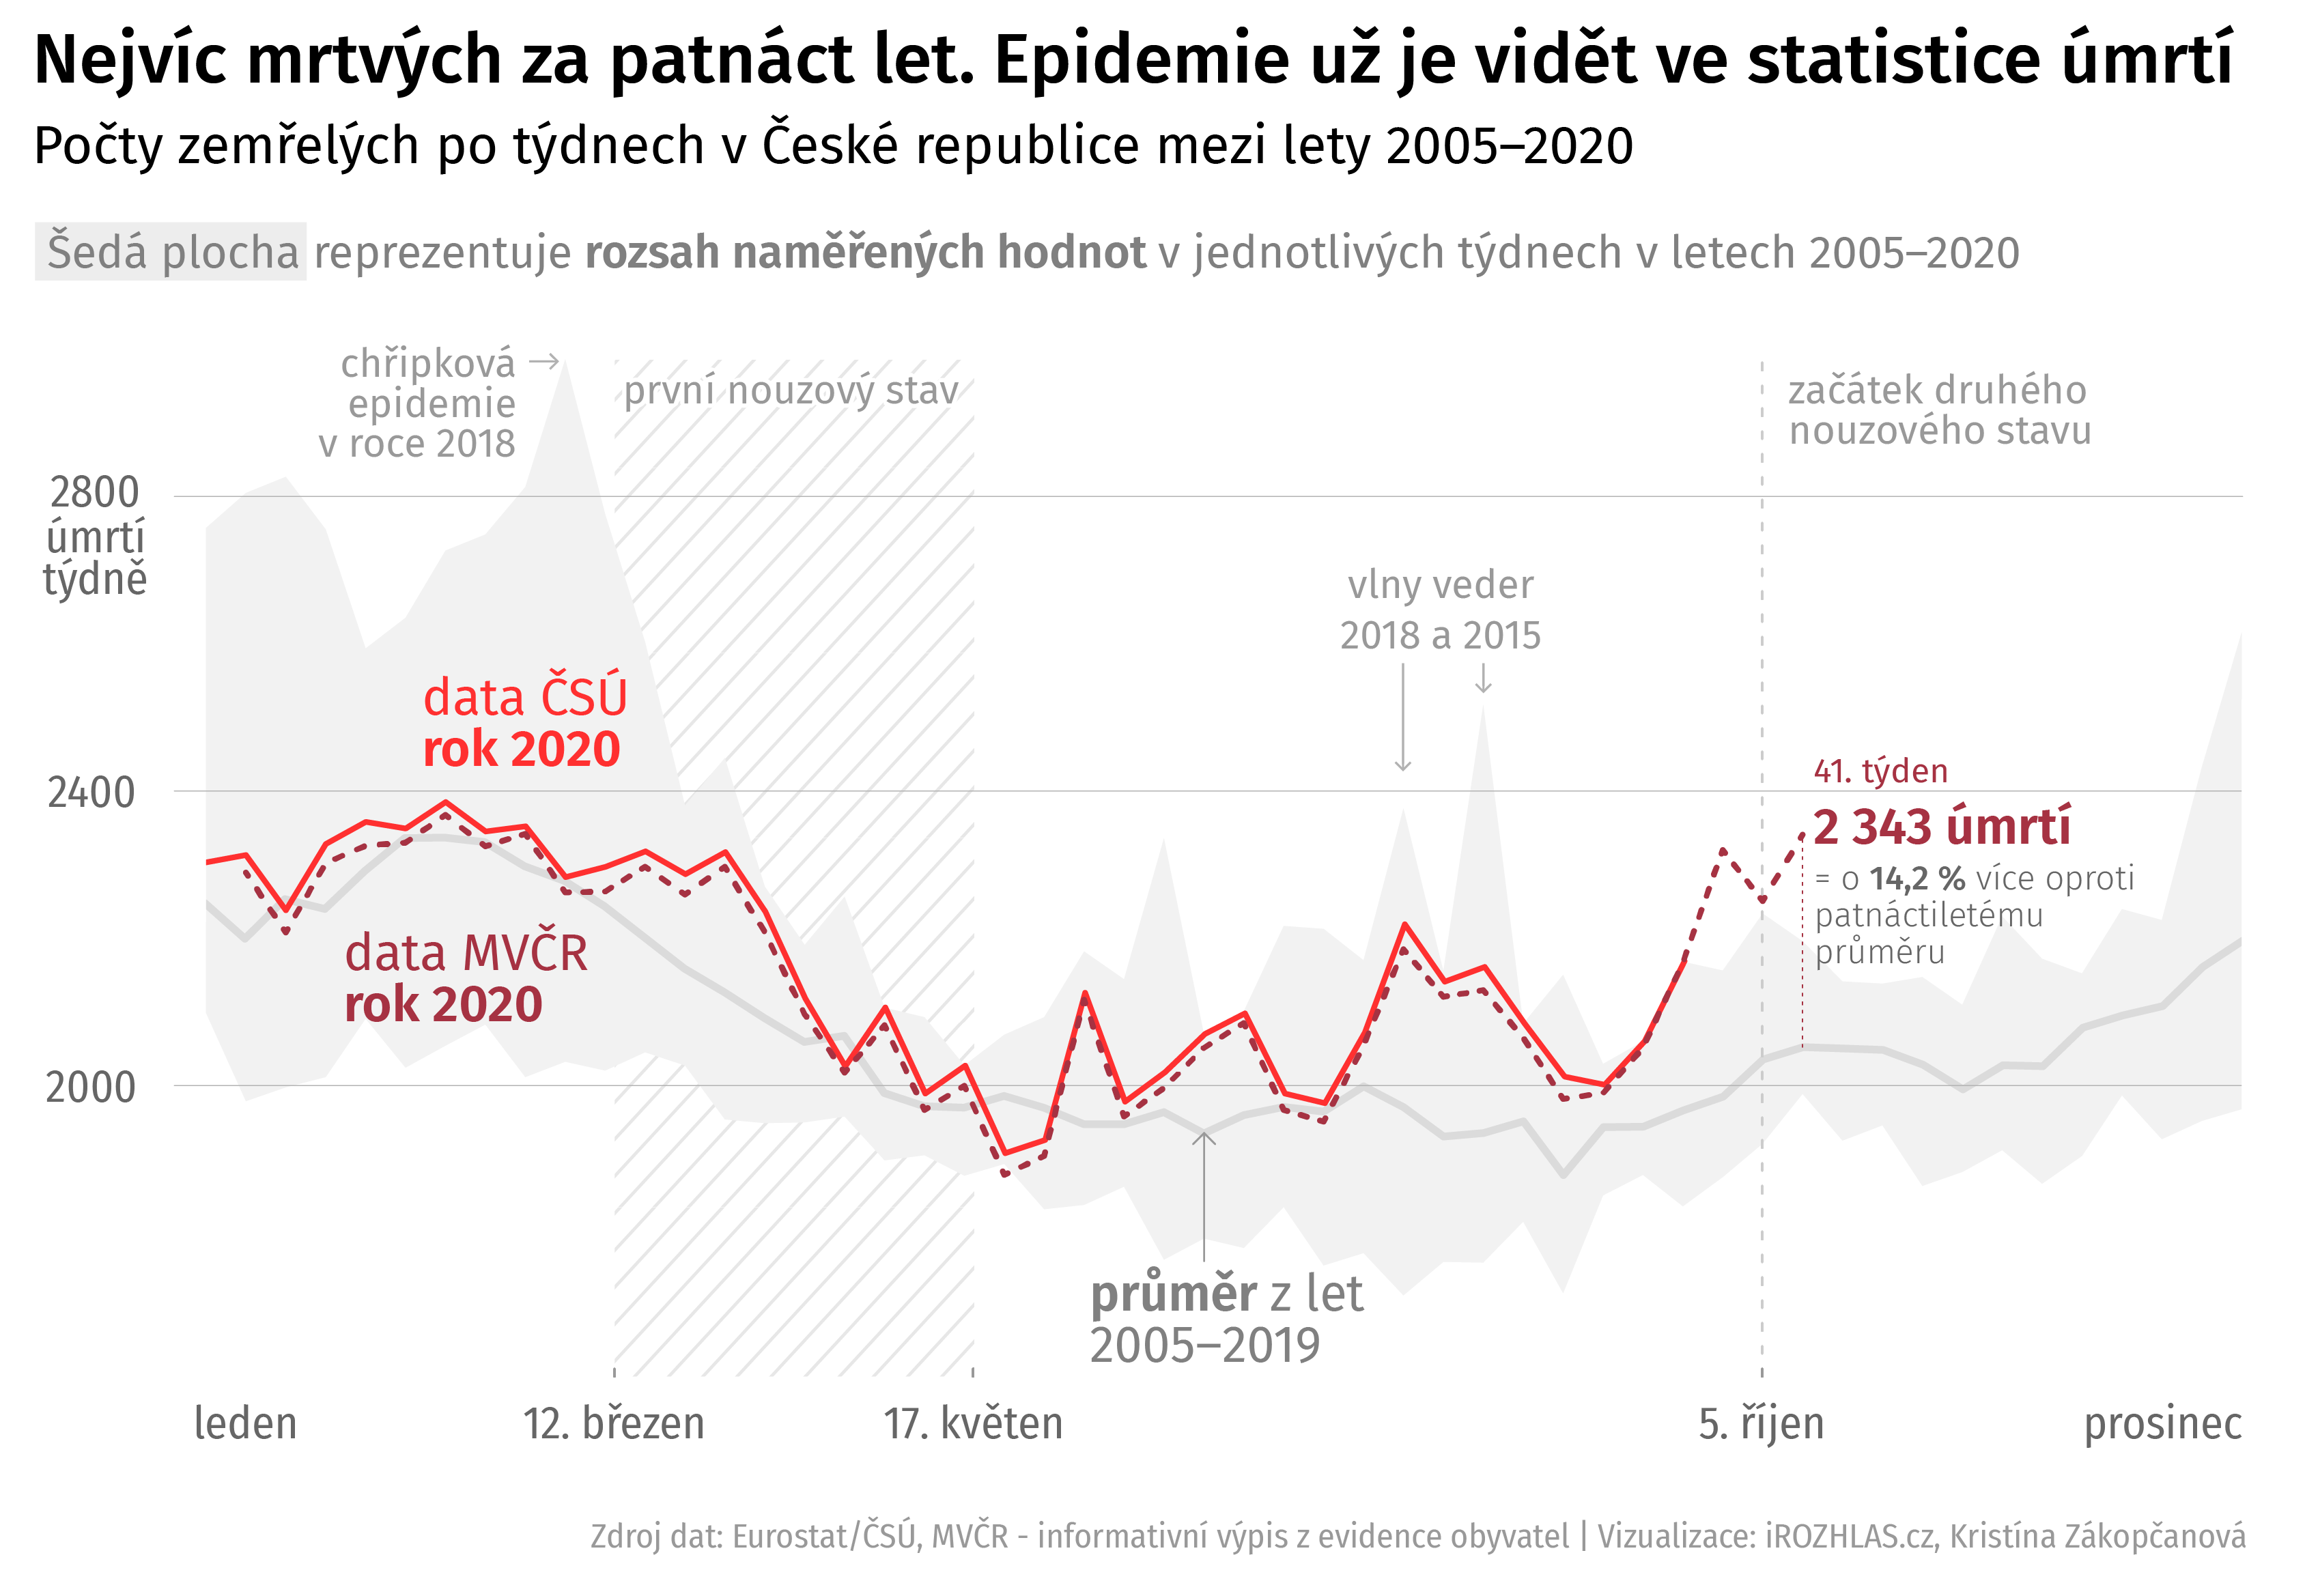 Nejvíc mrtvých za patnáct let. Epidemie už je vidět ve statistice úmrtí
Počty zemřelých po týdnech v České republice mezi lety 2005–2020
Šedá plocha reprezentuje rozsah naměřených hodnot v jednotlivých týdnech v letech 2005–2020
chřipková →
epidemie
v roce 2018
první nouzový stav
začátek druhého
nouzového stavu
2800
úmrtí
týdně
vlny veder
2018 a 2015
data ČSÚ
rok 2020
41. týden
2400
2 343 úmrtí
= o 14,2 % více oproti
patnáctiletému
průměru
data MVČR
rok 2020
2000
průměr z let
2005–2019
leden
12. březen
17. květen
5. říjen
prosinec
Zdroj dat: Eurostat/ČSÚ, MVČR - informativní výpis z evidence obyvatel | Vizualizace: iROZHLAS.cz, Kristína Zákopčanová